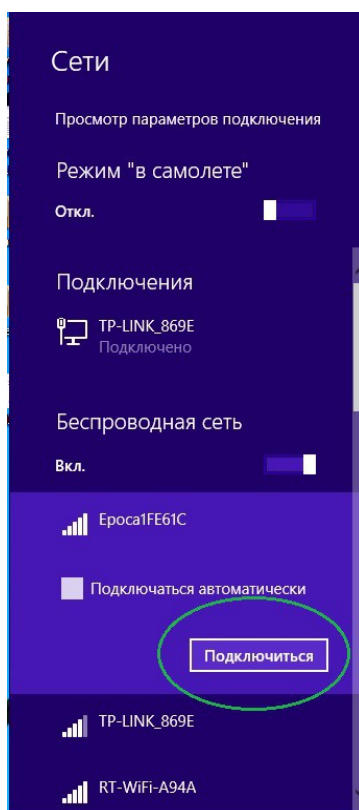 Сети
Просмотр параметров подключения
Режим "в самолете"
Откл.
Подключения
TP-LINK_869E
Подключено
Беспроводная сеть
Вкл.
Epoca1FE61C
Подключаться автоматически
Подключиться
TP-LINK_869E
RT-WiFi-A94A